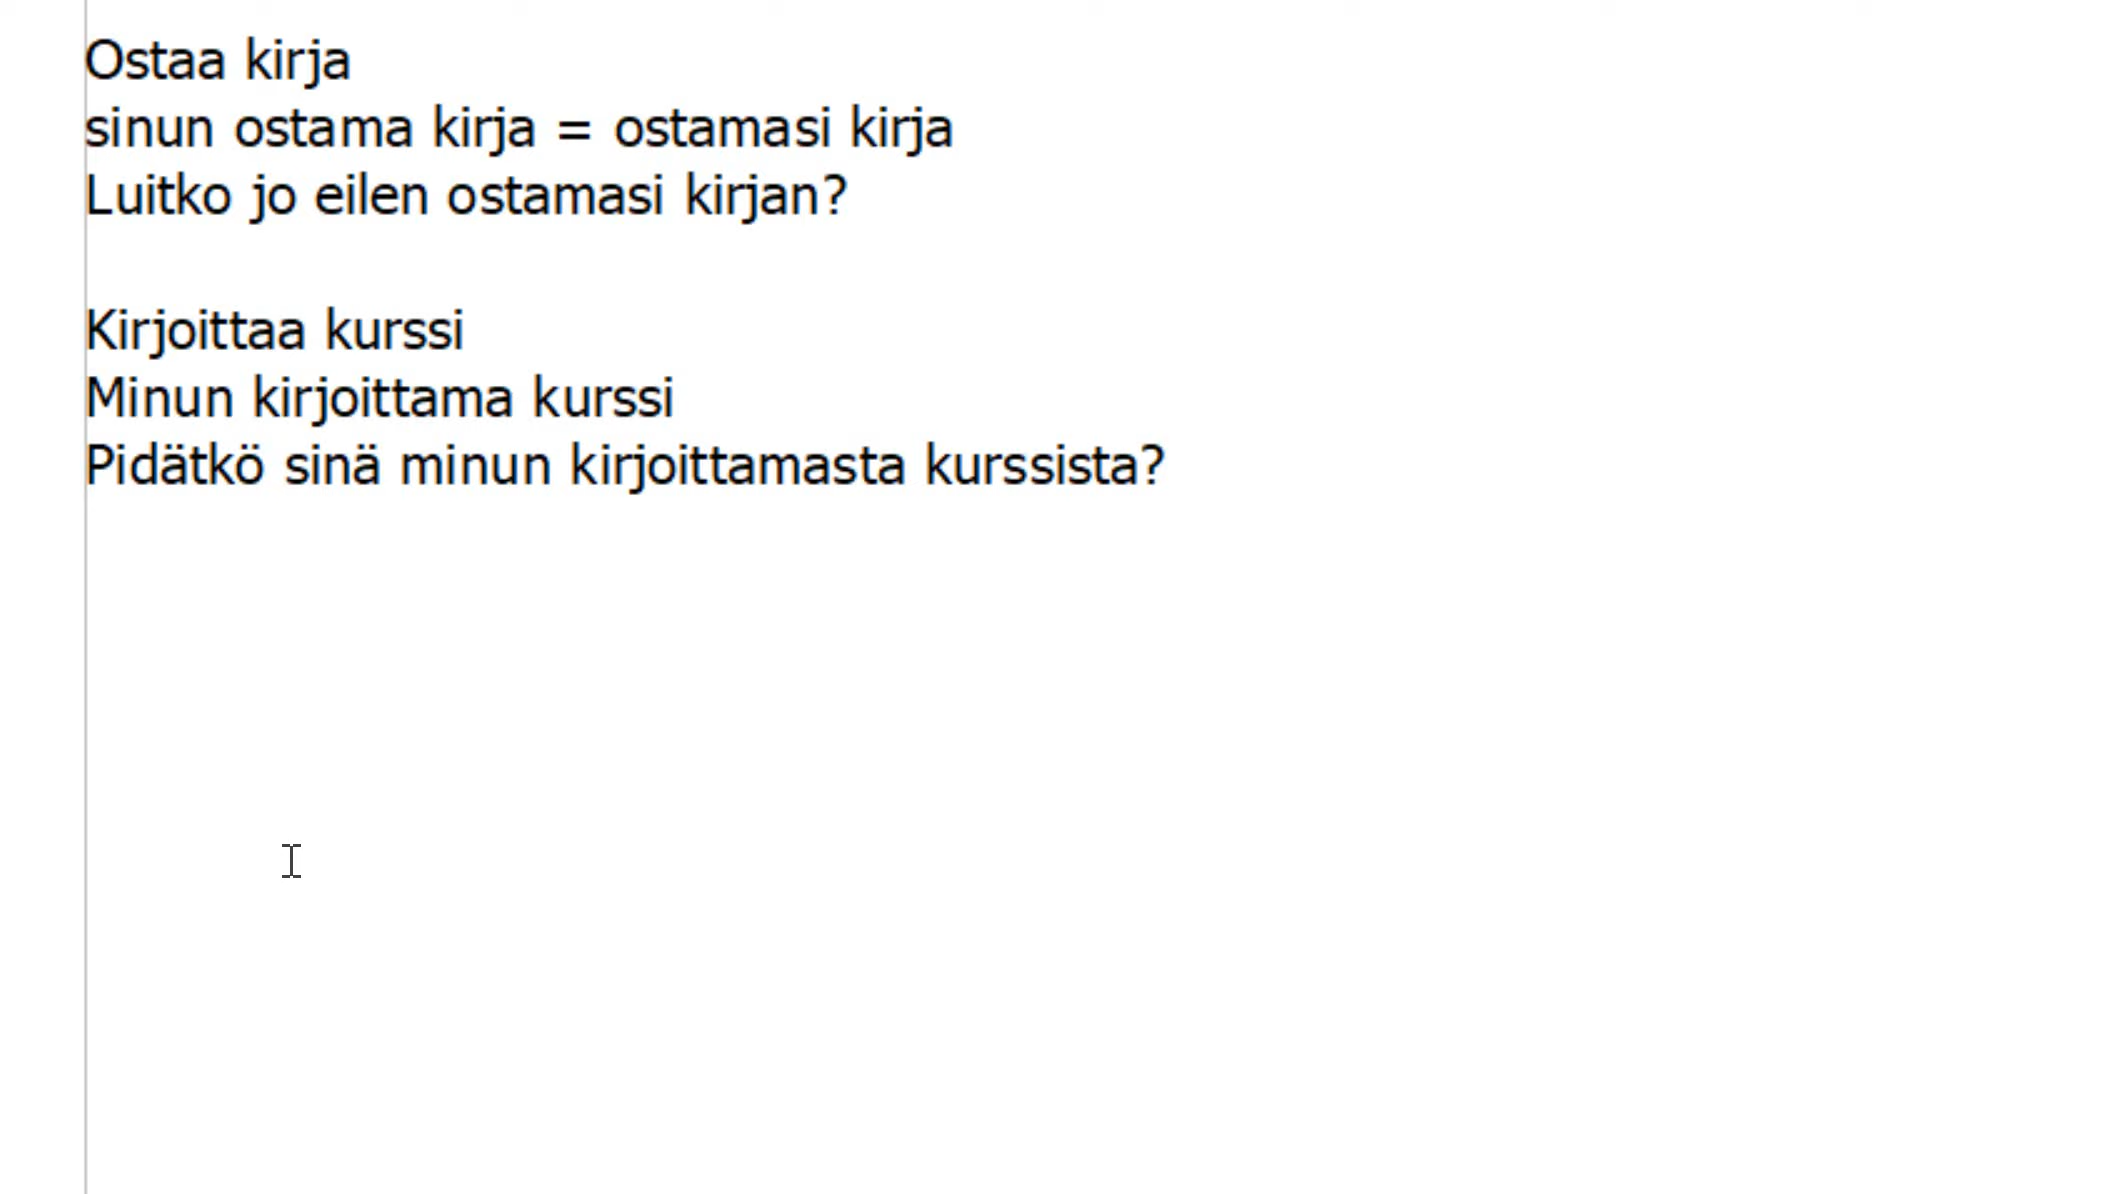 Ostaa kirja
sinun ostama kirja = ostamasi kirja
Luitko jo eilen ostamasi kirjan?
Kirjoittaa kurssi
Minun kirjoittama kurssi
Pidätkö sinä minun kirjoittamasta kurssista?